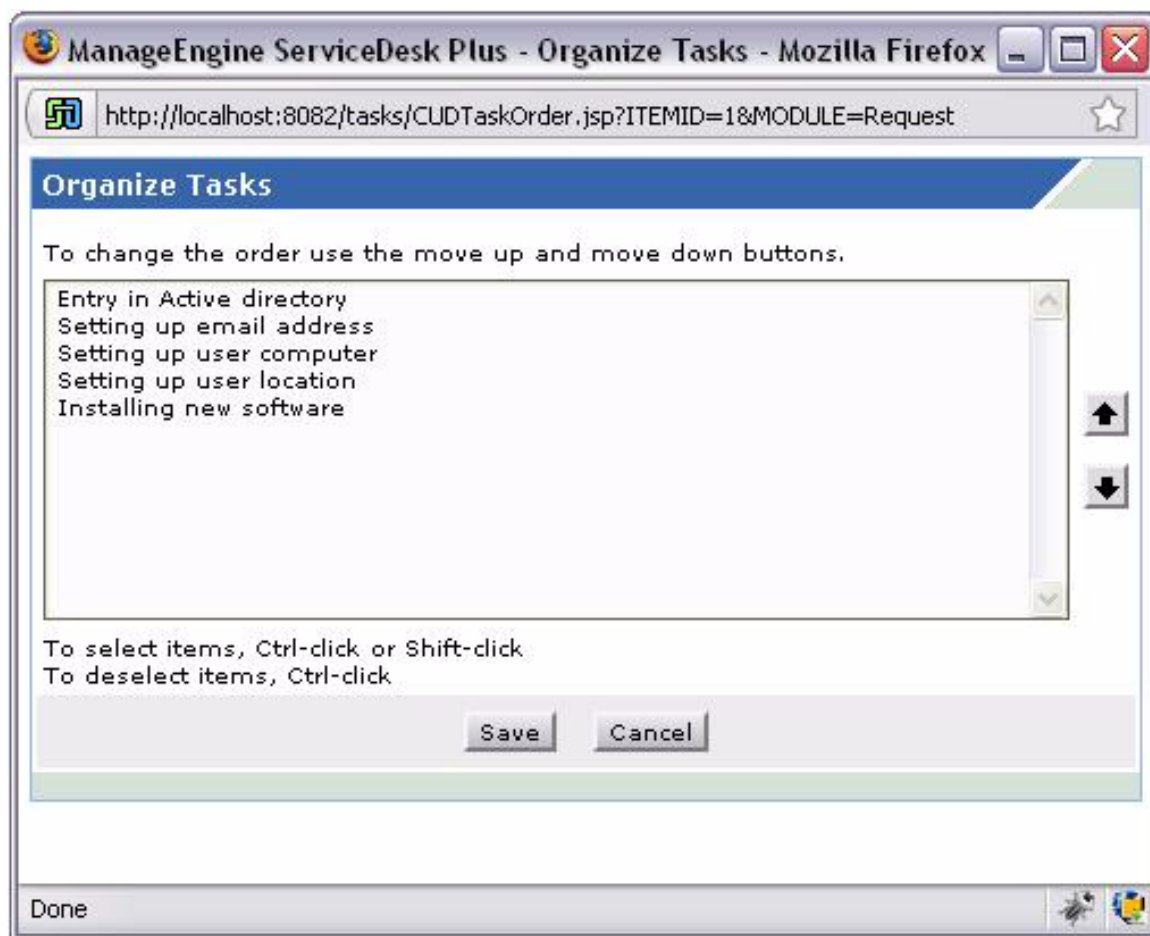 ManageEngine ServiceDesk Plus - Organize Tasks - Mozilla Firefox
http://localhost:8082/tasks/CUDTaskOrder.jsp?ITEMID=1&MODULE=Request
Organize Tasks
To change the order use the move up and move down buttons.
Entry in Active directory
Setting up email address
Setting up user computer
Setting up user location
Installing new software
To select items, Ctrl-click or Shift-click
To deselect items, Ctrl-click
Save Cancel
Done